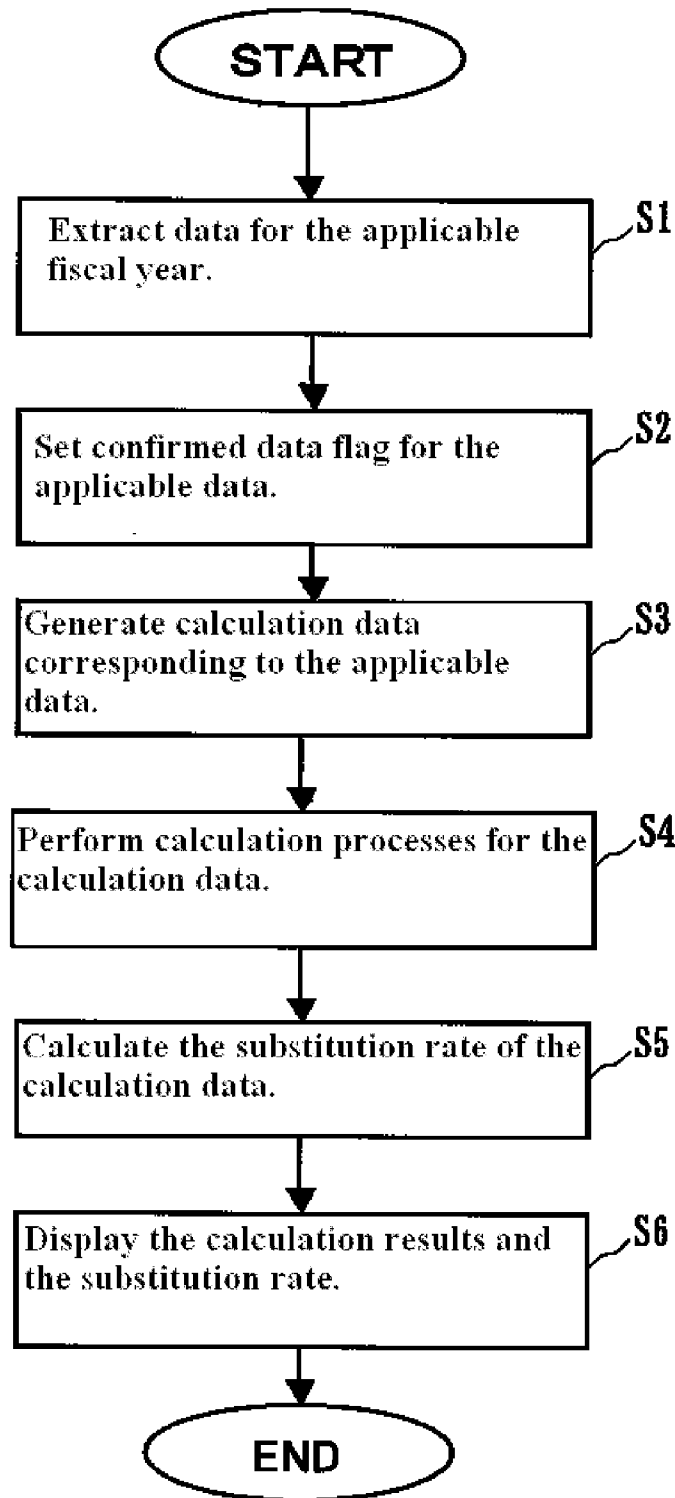 START
Extract data for the applicable
fiscal year.
S1
Set confirmed data flag for the
applicable data.
S2
Generate calculation data
corresponding to the applicable
data.
S3
Perform calculation processes for the
calculation data.
S4
Calculate the substitution rate of the
calculation data.
S5
Display the calculation results and
the substitution rate.
S6
END